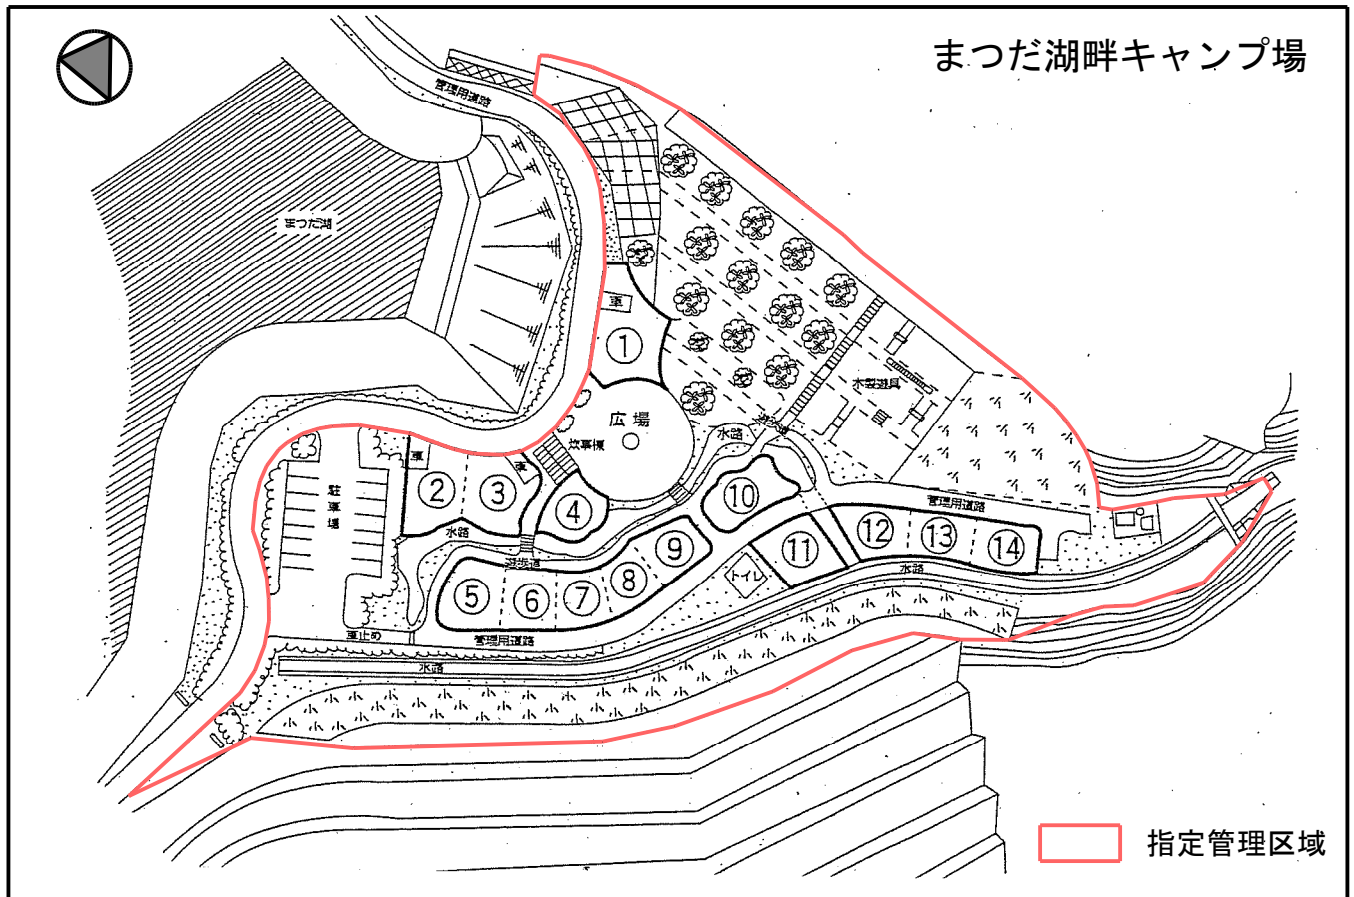 まつだ湖畔キャンプ場
管理用道路
まつだ湖
車
①
広場
炊事棟
木製遊具
水路
車
②
車
③
④
駐車場
水路
遊歩道
⑩
管理用道路
⑨
⑪
⑫
⑬
⑭
⑤
⑥
⑦
⑧
トイレ
水路
車止め
管理用道路
水路
指定管理区域